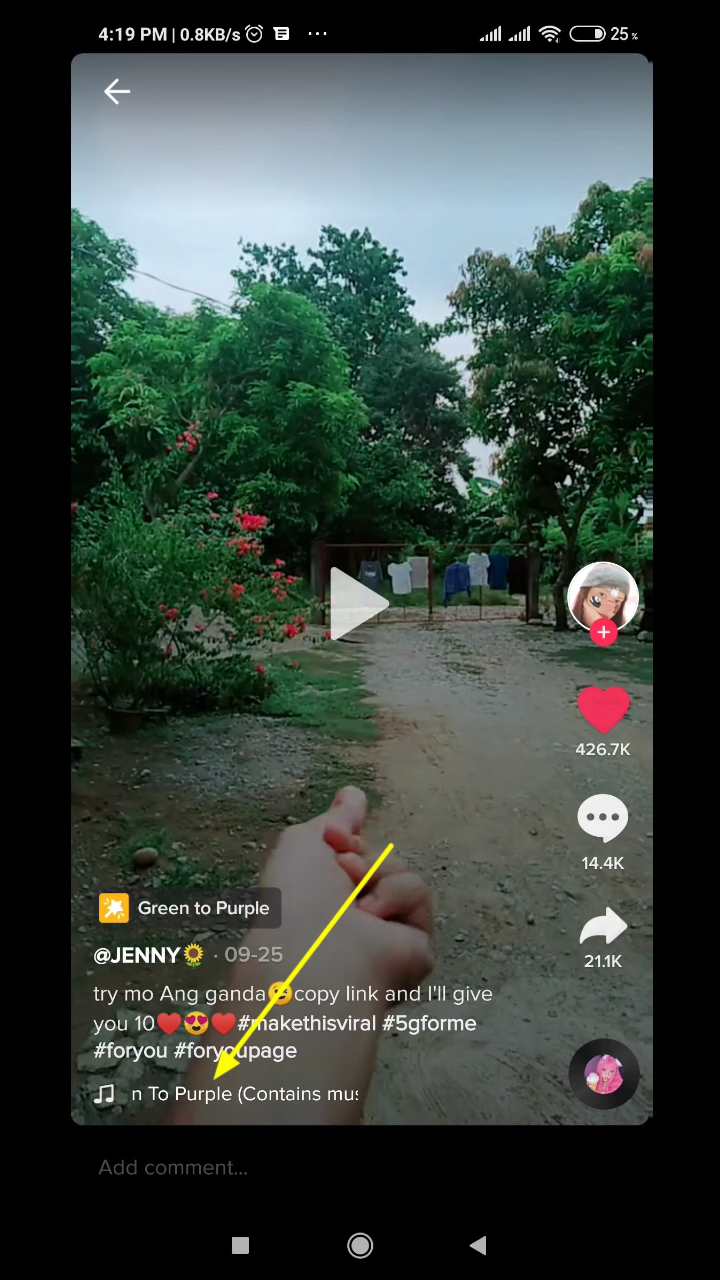 4:19 PM | 0.8KB/s
25%
426.7K
14.4K
21.1K
Green to Purple
@JENNY🌻 · 09-25
try mo Ang ganda😉copy link and I'll give
you 10❤️😍❤️#makethisviral #5gforme
#foryou #foryoupage
n To Purple (Contains mus
Add comment...